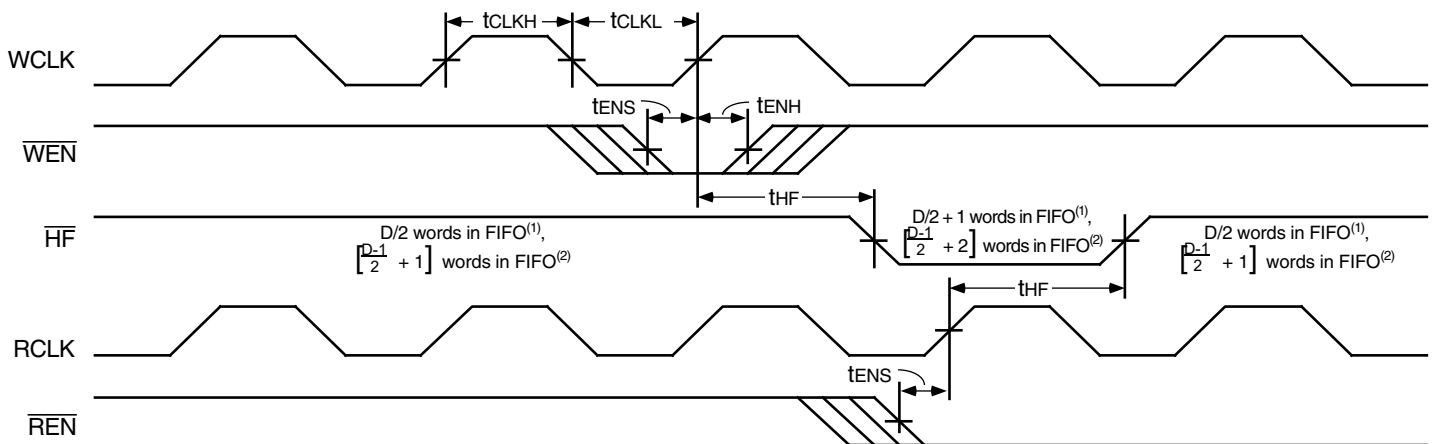 tCLKH tCLKL
WCLK
tENS tENH
WEN
tHF
HF
D/2 words in FIFO(1),
[D-1/2 + 1] words in FIFO(2)
D/2 + 1 words in FIFO(1),
[D-1/2 + 2] words in FIFO(2)
D/2 words in FIFO(1),
[D-1/2 + 1] words in FIFO(2)
tHF
RCLK
tENS
REN